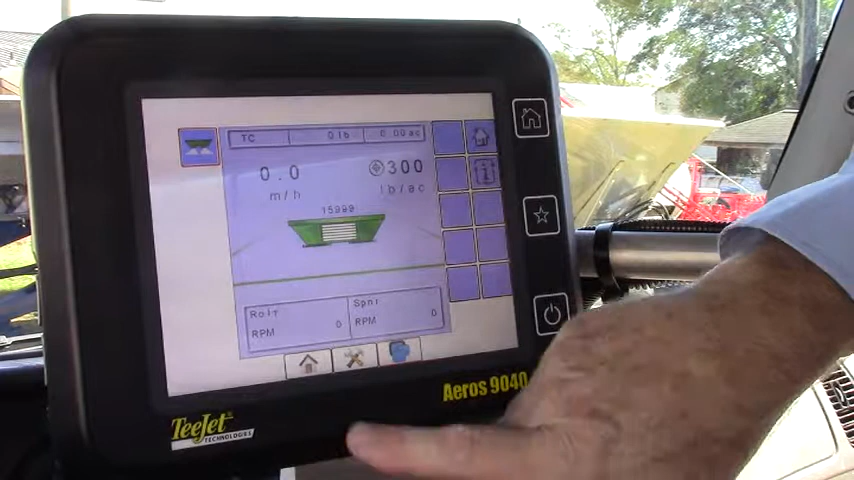 TC 0 lb 0.00 ac
0.0 300
m/h lb/ac
15999
Rollr Spnr
RPM 0 RPM 0
TeeJet
TECHNOLOGIES
Aeros 9040